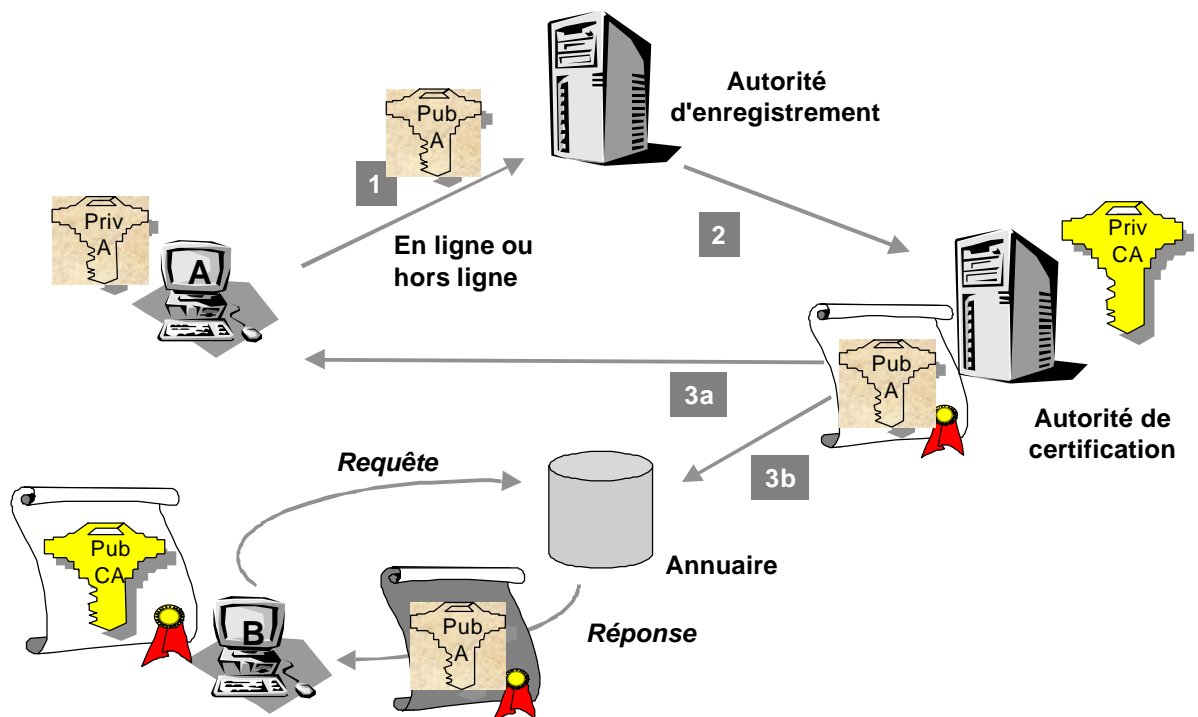 Autorité
d'enregistrement
Pub
A
1
En ligne ou
hors ligne
Priv
A
A
2
Priv
CA
Pub
A
3a
Autorité de
certification
3b
Requête
Annuaire
Pub
CA
B
Pub
A
Réponse